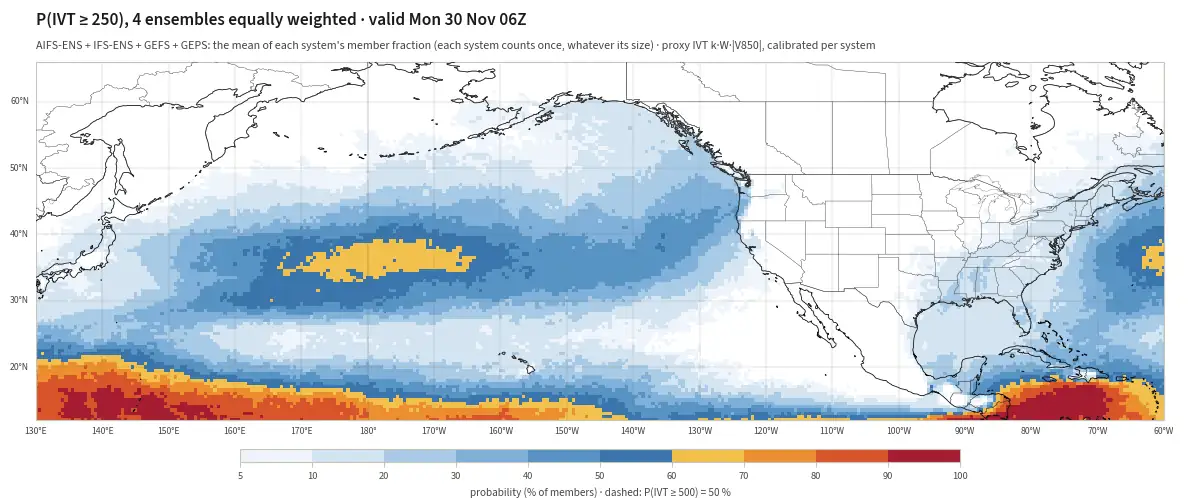 P(IVT ≥ 250), 4 ensembles equally weighted · valid Mon 30 Nov 06Z
AIFS-ENS + IFS-ENS + GEFS + GEPS: the mean of each system's member fraction (each system counts once, whatever its size) · proxy IVT k·W·|V850|, calibrated per system
60°N
50°N
40°N
30°N
20°N
130°E 140°E 150°E 160°E 170°E 180° 170°W 160°W 150°W 140°W 130°W 120°W 110°W 100°W 90°W 80°W 70°W 60°W
5 10 20 30 40 50 60 70 80 90 100
probability (% of members) · dashed: P(IVT ≥ 500) = 50 %